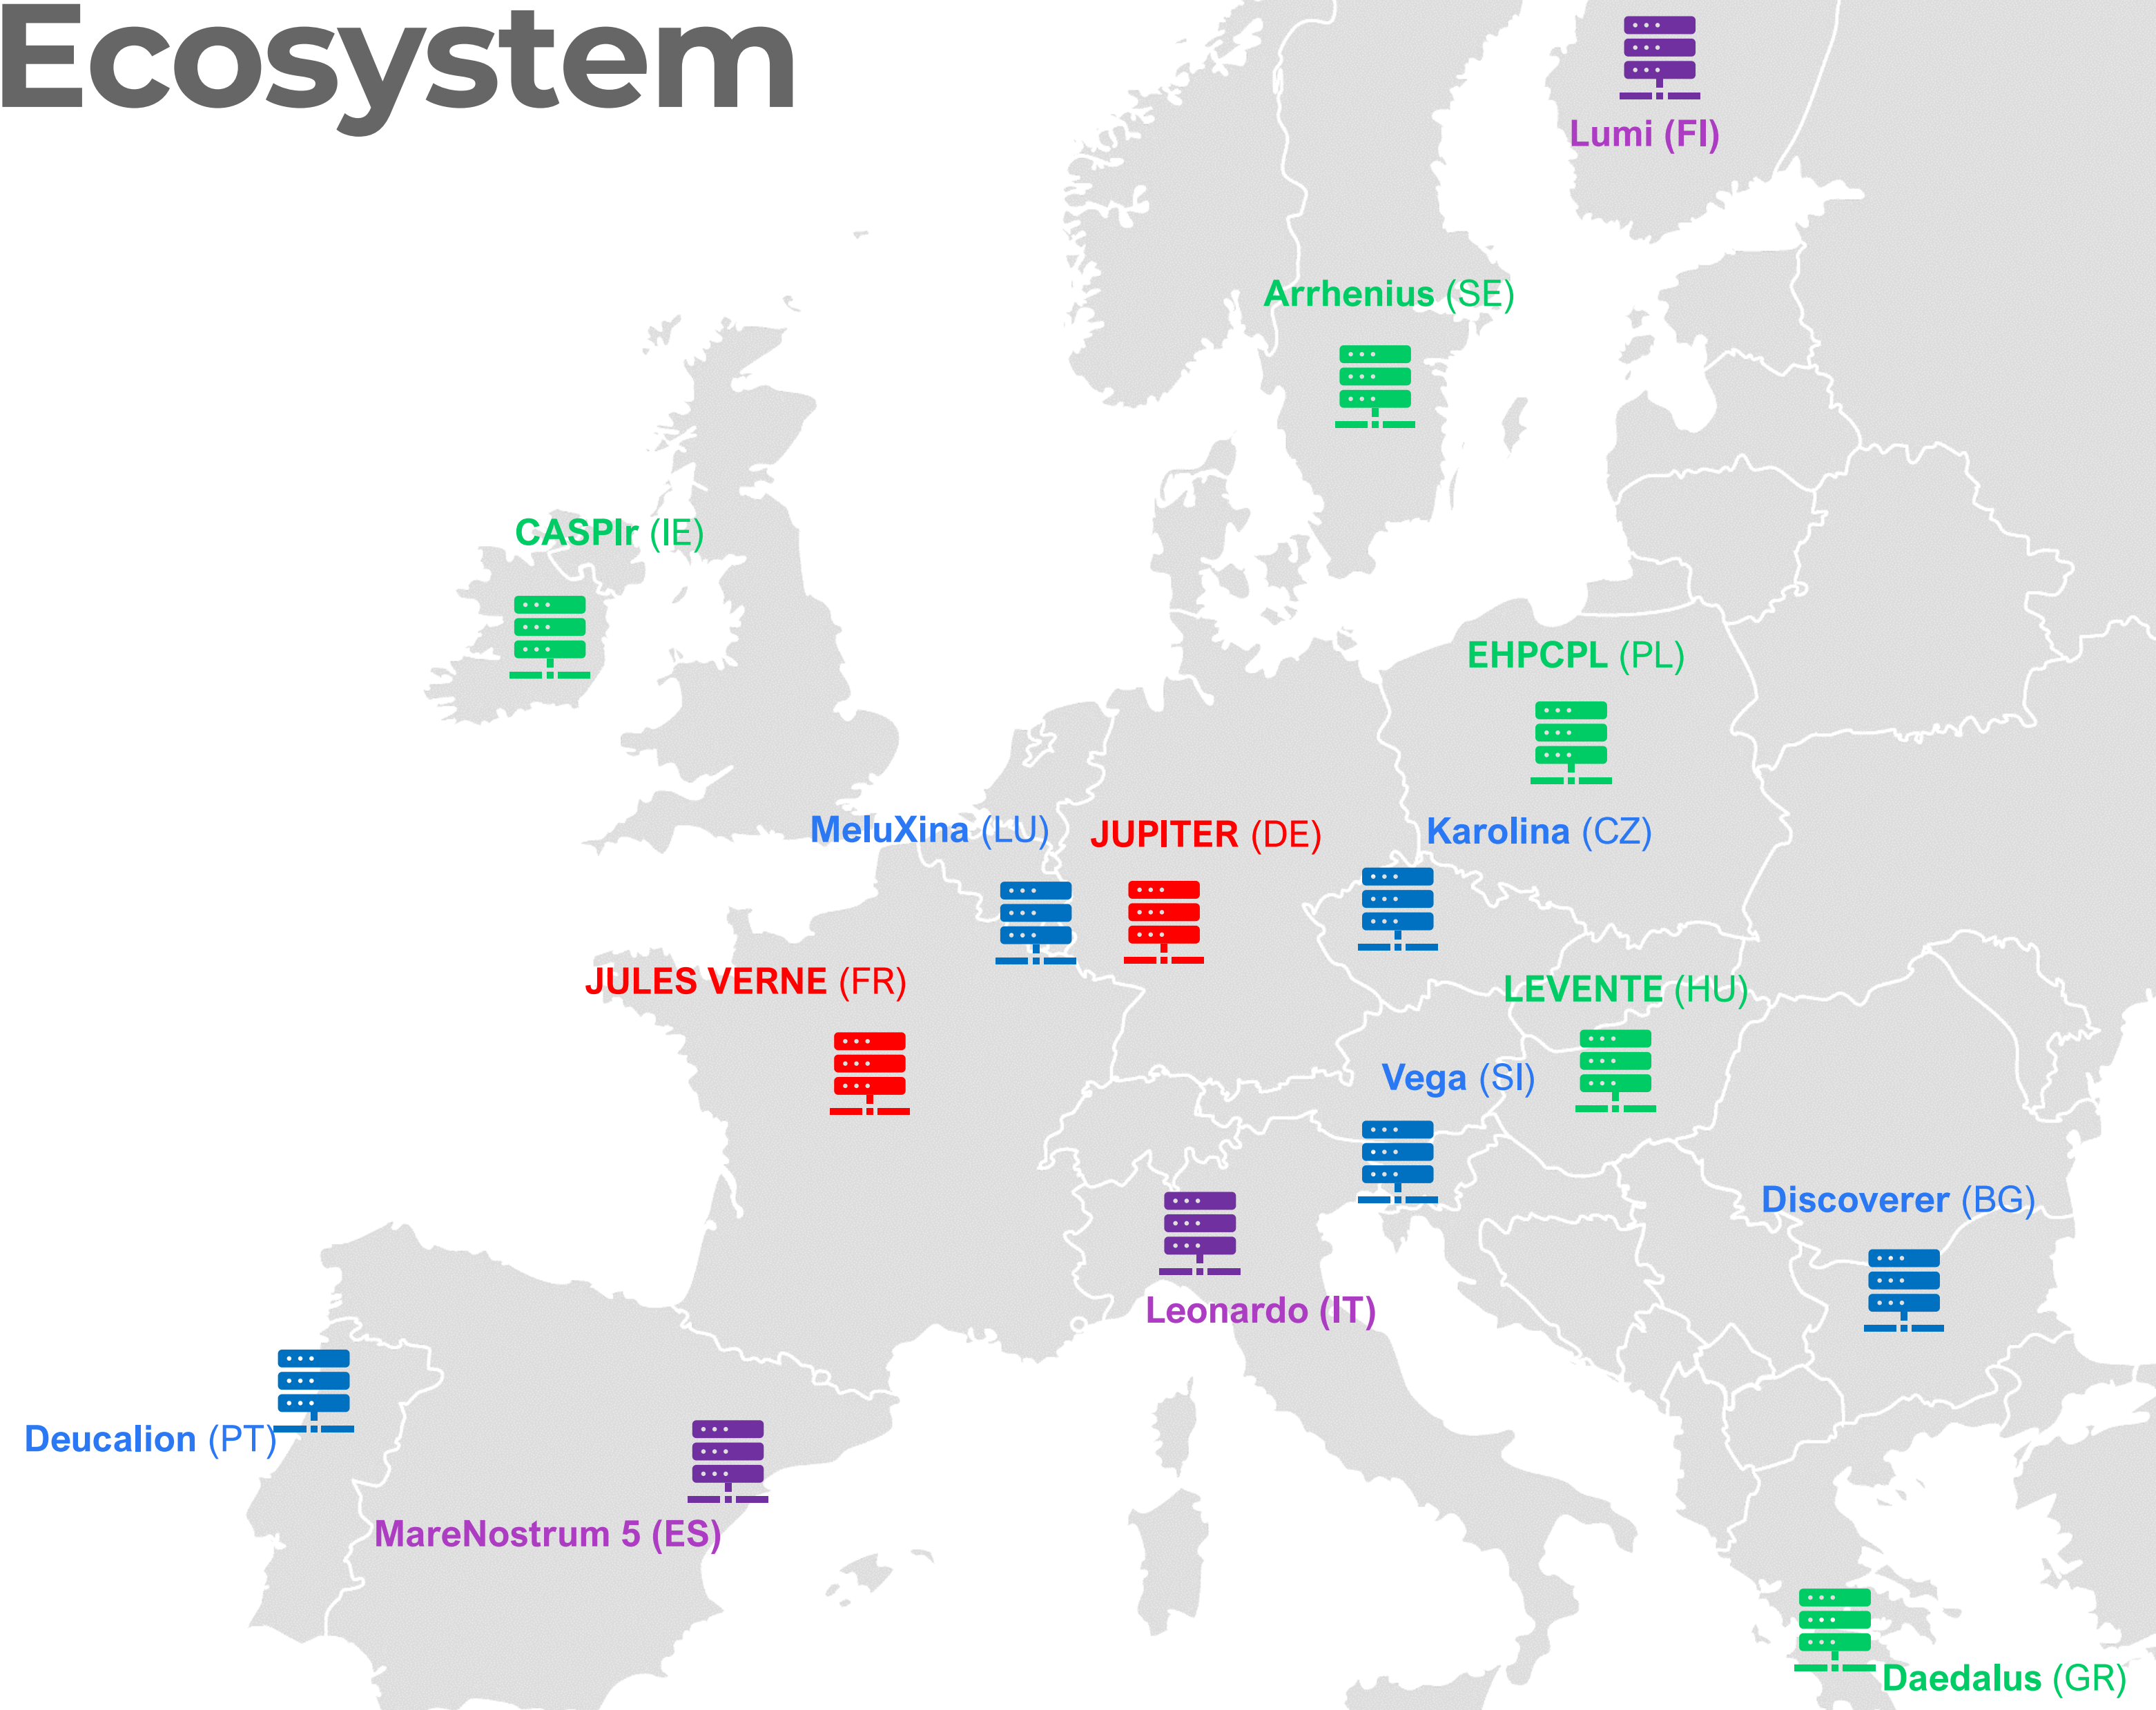 Ecosystem
Lumi (FI)
Arrhenius (SE)
CASPIr (IE)
EHPCPL (PL)
MeluXina (LU)
JUPITER (DE)
Karolina (CZ)
JULES VERNE (FR)
LEVENTE (HU)
Vega (SI)
Discoverer (BG)
Leonardo (IT)
Deucalion (PT)
MareNostrum 5 (ES)
Daedalus (GR)